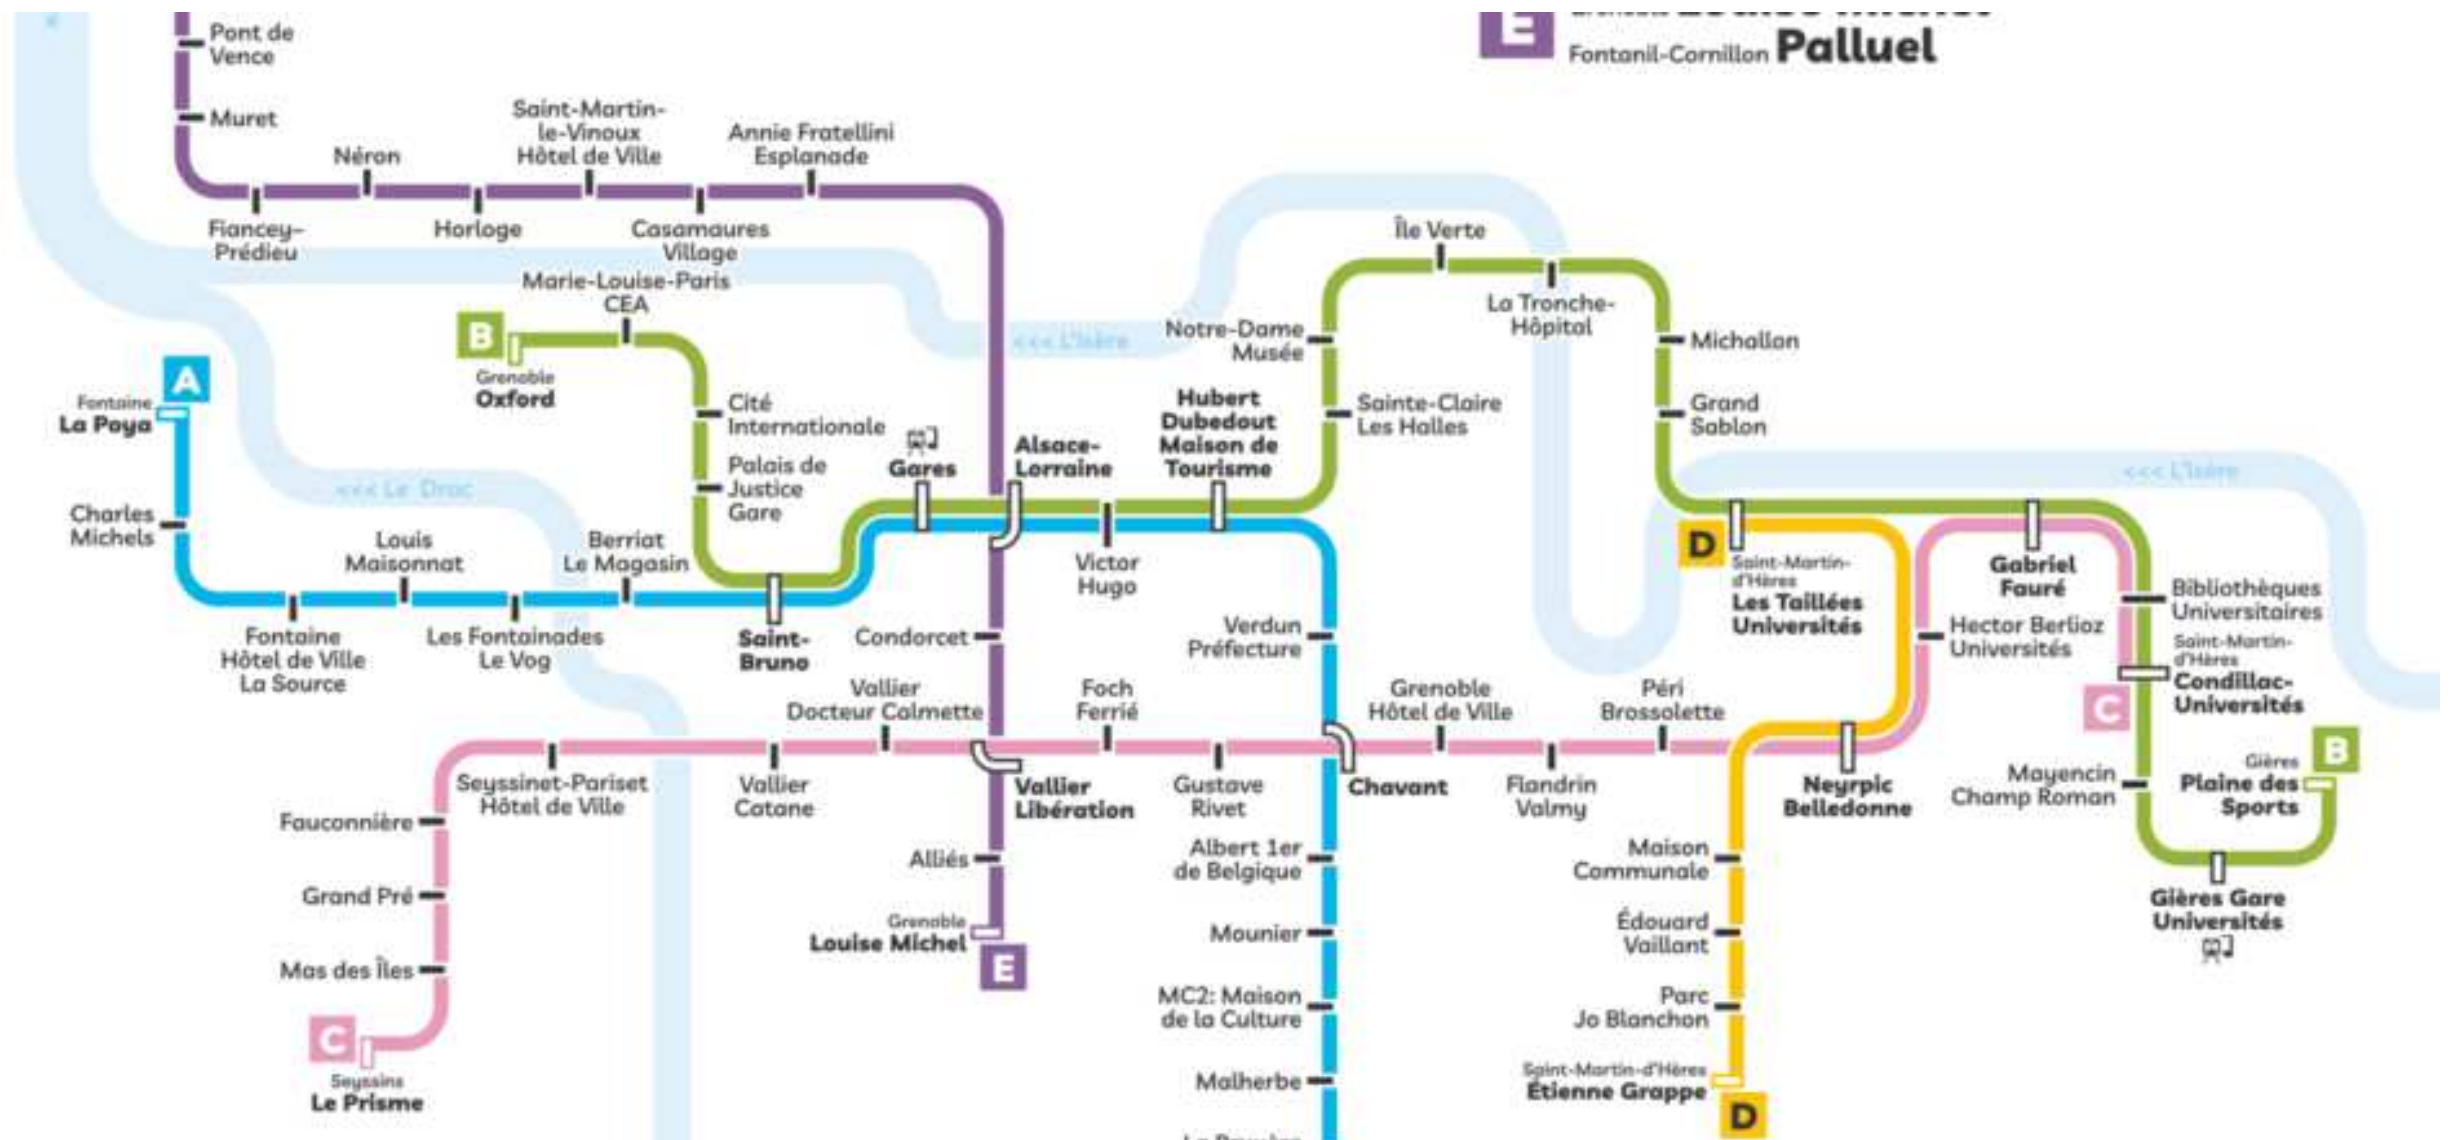 E
Fontanil-Cornillon Palluel
Pont de
Vence
Muret
Saint-Martin-
le-Vinoux
Hôtel de Ville
Annie Fratellini
Esplanade
Néron
Fiancey-
Prédieu
Horloge
Casamaures
Village
Île Verte
Marie-Louise-Paris
CEA
B
Grenoble
Oxford
<<< L'Isère
Notre-Dame
Musée
La Tronche-
Hôpital
Michallon
A
Fontaine
La Poya
Cité
Internationale
Palais de
Justice
Gare
Gares
Alsace-
Lorraine
Hubert
Dubedout
Maison de
Tourisme
Sainte-Claire
Les Halles
Grand
Sablon
<<< L'Isère
<<< Le Drac
Charles
Michels
Louis
Maisonnat
Berriat
Le Magasin
Victor
Hugo
D
Saint-Martin-
d'Hères
Les Taillées
Universités
Gabriel
Fauré
Bibliothèques
Universitaires
Fontaine
Hôtel de Ville
La Source
Les Fontainades
Le Vog
Saint-
Bruno
Condorcet
Verdun
Préfecture
Hector Berlioz
Universités
Saint-Martin-
d'Hères
Condillac-
Universités
C
Vallier
Docteur Calmette
Foch
Ferrié
Grenoble
Hôtel de Ville
Péri
Brossolette
B
Gières
Plaine des
Sports
Seyssinet-Pariset
Hôtel de Ville
Vallier
Catane
Vallier
Libération
Gustave
Rivet
Chavant
Flandrin
Valmy
Neyrpic
Belledonne
Mayencin
Champ Roman
Fauconnière
Alliés
Albert 1er
de Belgique
Maison
Communale
Grand Pré
Grenoble
Louise Michel
E
Mounier
Édouard
Vaillant
Gières Gare
Universités
Mas des Îles
MC2: Maison
de la Culture
Parc
Jo Blanchon
C
Seyssins
Le Prisme
Malherbe
Saint-Martin-d'Hères
Étienne Grappe
D